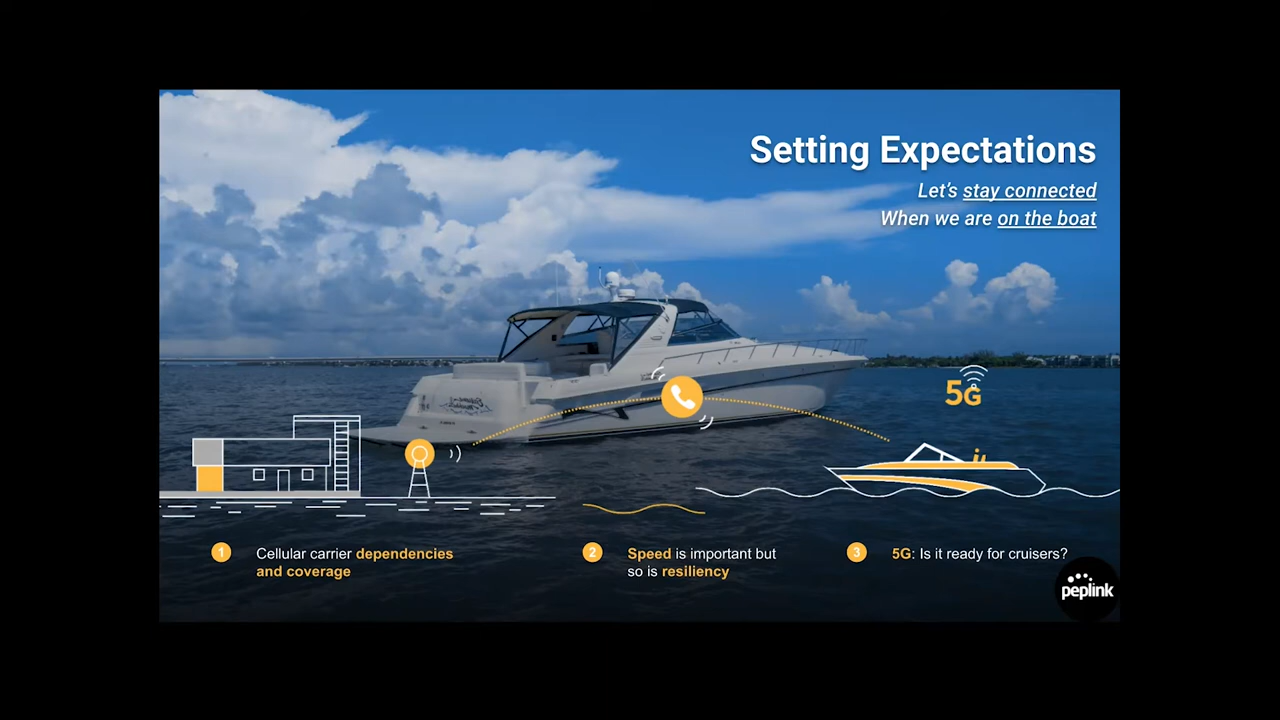 Setting Expectations
Let's stay connected
When we are on the boat
5G
1 Cellular carrier dependencies
and coverage
2 Speed is important but
so is resiliency
3 5G: Is it ready for cruisers?
peplink